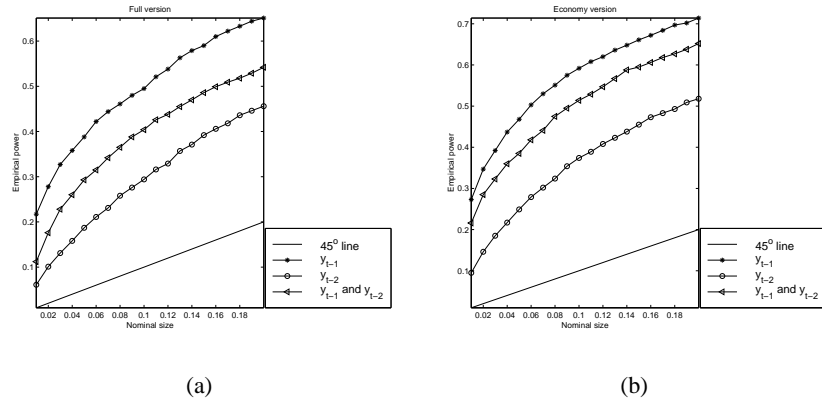 Full version
Empirical power
0.6
0.5
0.4
0.3
0.2
0.1
0.02 0.04 0.06 0.08 0.1 0.12 0.14 0.16 0.18
Nominal size
45° line
y_{t−1}
y_{t−2}
y_{t−1} and y_{t−2}
(a)
Economy version
Empirical power
0.7
0.6
0.5
0.4
0.3
0.2
0.1
0.02 0.04 0.06 0.08 0.1 0.12 0.14 0.16 0.18
Nominal size
45° line
y_{t−1}
y_{t−2}
y_{t−1} and y_{t−2}
(b)